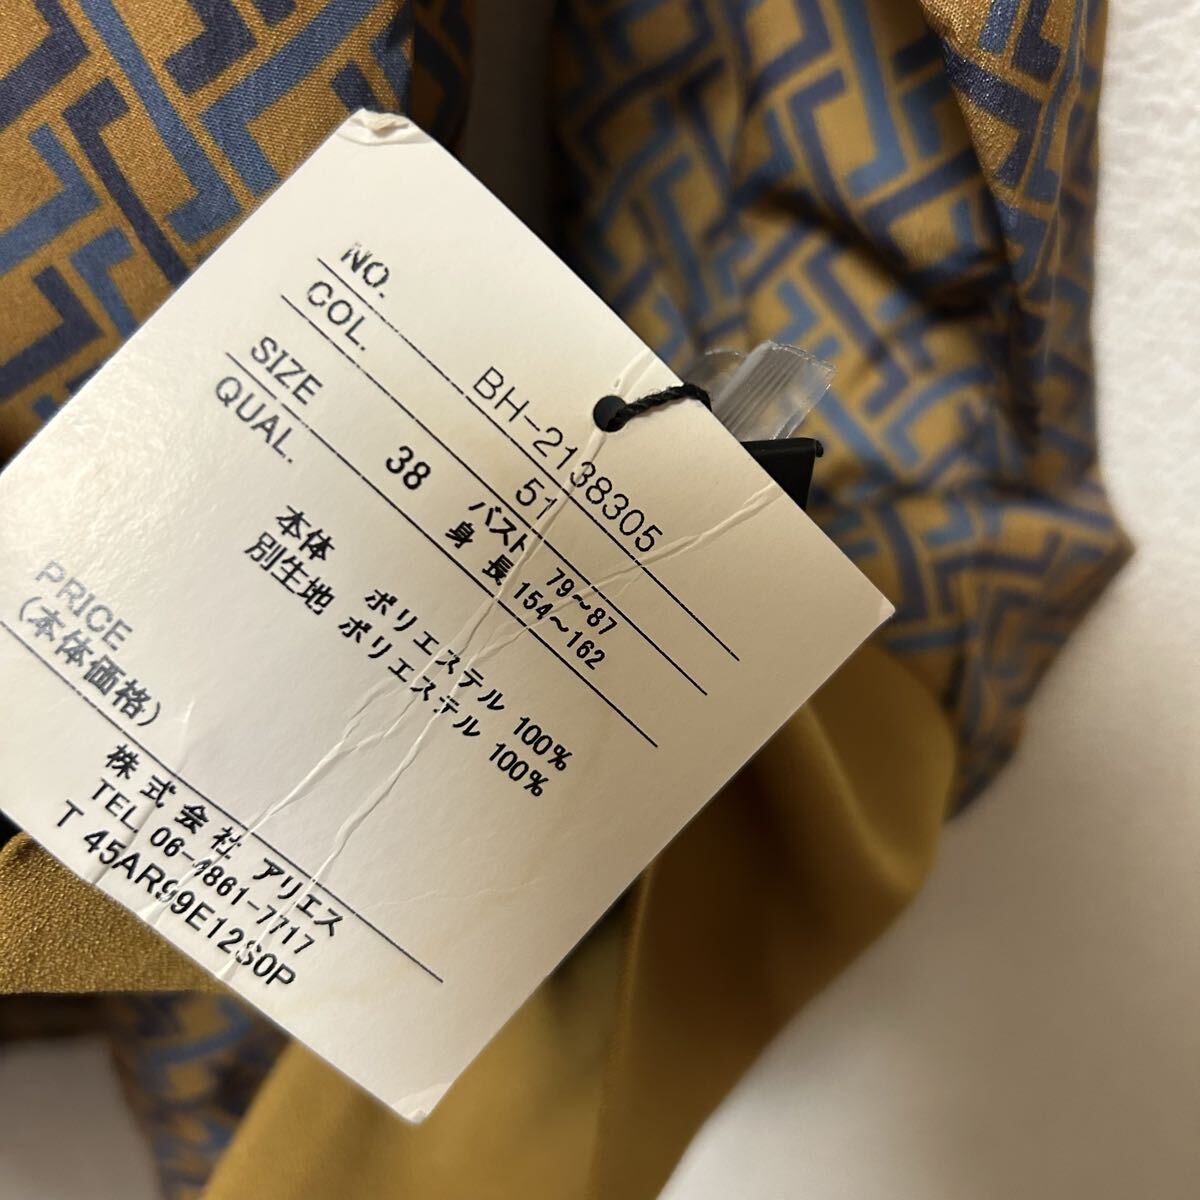 NO. BH-2138305
COL. 51
SIZE 38 バスト 79〜87
身長 154〜162
QUAL.
本体 ポリエステル 100%
別生地 ポリエステル 100%
PRICE
(本体価格)
株式会社 アリエス
TEL 06-4861-7717
T 45AR99E12S0P